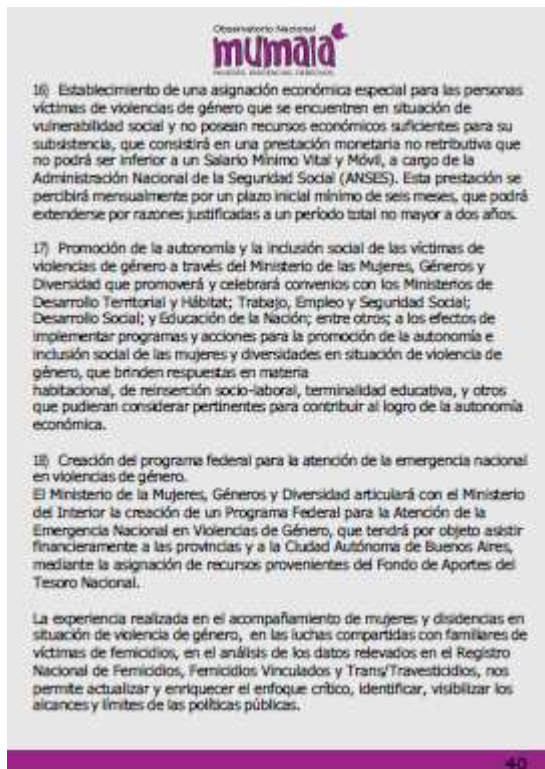 Observatorio Nacional
mumala
MUJERES, DISIDENCIAS, DERECHOS
16) Establecimiento de una asignación económica especial para las personas
víctimas de violencias de género que se encuentren en situación de
vulnerabilidad social y no posean recursos económicos suficientes para su
subsistencia, que consistirá en una prestación monetaria no retributiva que
no podrá ser inferior a un Salario Mínimo Vital y Móvil, a cargo de la
Administración Nacional de la Seguridad Social (ANSES). Esta prestación se
percibirá mensualmente por un plazo inicial mínimo de seis meses, que podrá
extenderse por razones justificadas a un período total no mayor a dos años.
17) Promoción de la autonomía y la inclusión social de las víctimas de
violencias de género a través del Ministerio de las Mujeres, Géneros y
Diversidad que promoverá y celebrará convenios con los Ministerios de
Desarrollo Territorial y Hábitat; Trabajo, Empleo y Seguridad Social;
Desarrollo Social; y Educación de la Nación; entre otros; a los efectos de
implementar programas y acciones para la promoción de la autonomía e
inclusión social de las mujeres y diversidades en situación de violencia de
género, que brinden respuestas en materia
habitacional, de reinserción socio-laboral, terminalidad educativa, y otros
que pudieran considerar pertinentes para contribuir al logro de la autonomía
económica.
18) Creación del programa federal para la atención de la emergencia nacional
en violencias de género.
El Ministerio de la Mujeres, Géneros y Diversidad articulará con el Ministerio
del Interior la creación de un Programa Federal para la Atención de la
Emergencia Nacional en Violencias de Género, que tendrá por objeto asistir
financieramente a las provincias y a la Ciudad Autónoma de Buenos Aires,
mediante la asignación de recursos provenientes del Fondo de Aportes del
Tesoro Nacional.
La experiencia realizada en el acompañamiento de mujeres y disidencias en
situación de violencia de género, en las luchas compartidas con familiares de
víctimas de femicidios, en el análisis de los datos relevados en el Registro
Nacional de Femicidios, Femicidios Vinculados y Trans/Travesticidios, nos
permite actualizar y enriquecer el enfoque crítico, identificar, visibilizar los
alcances y límites de las políticas públicas.
40